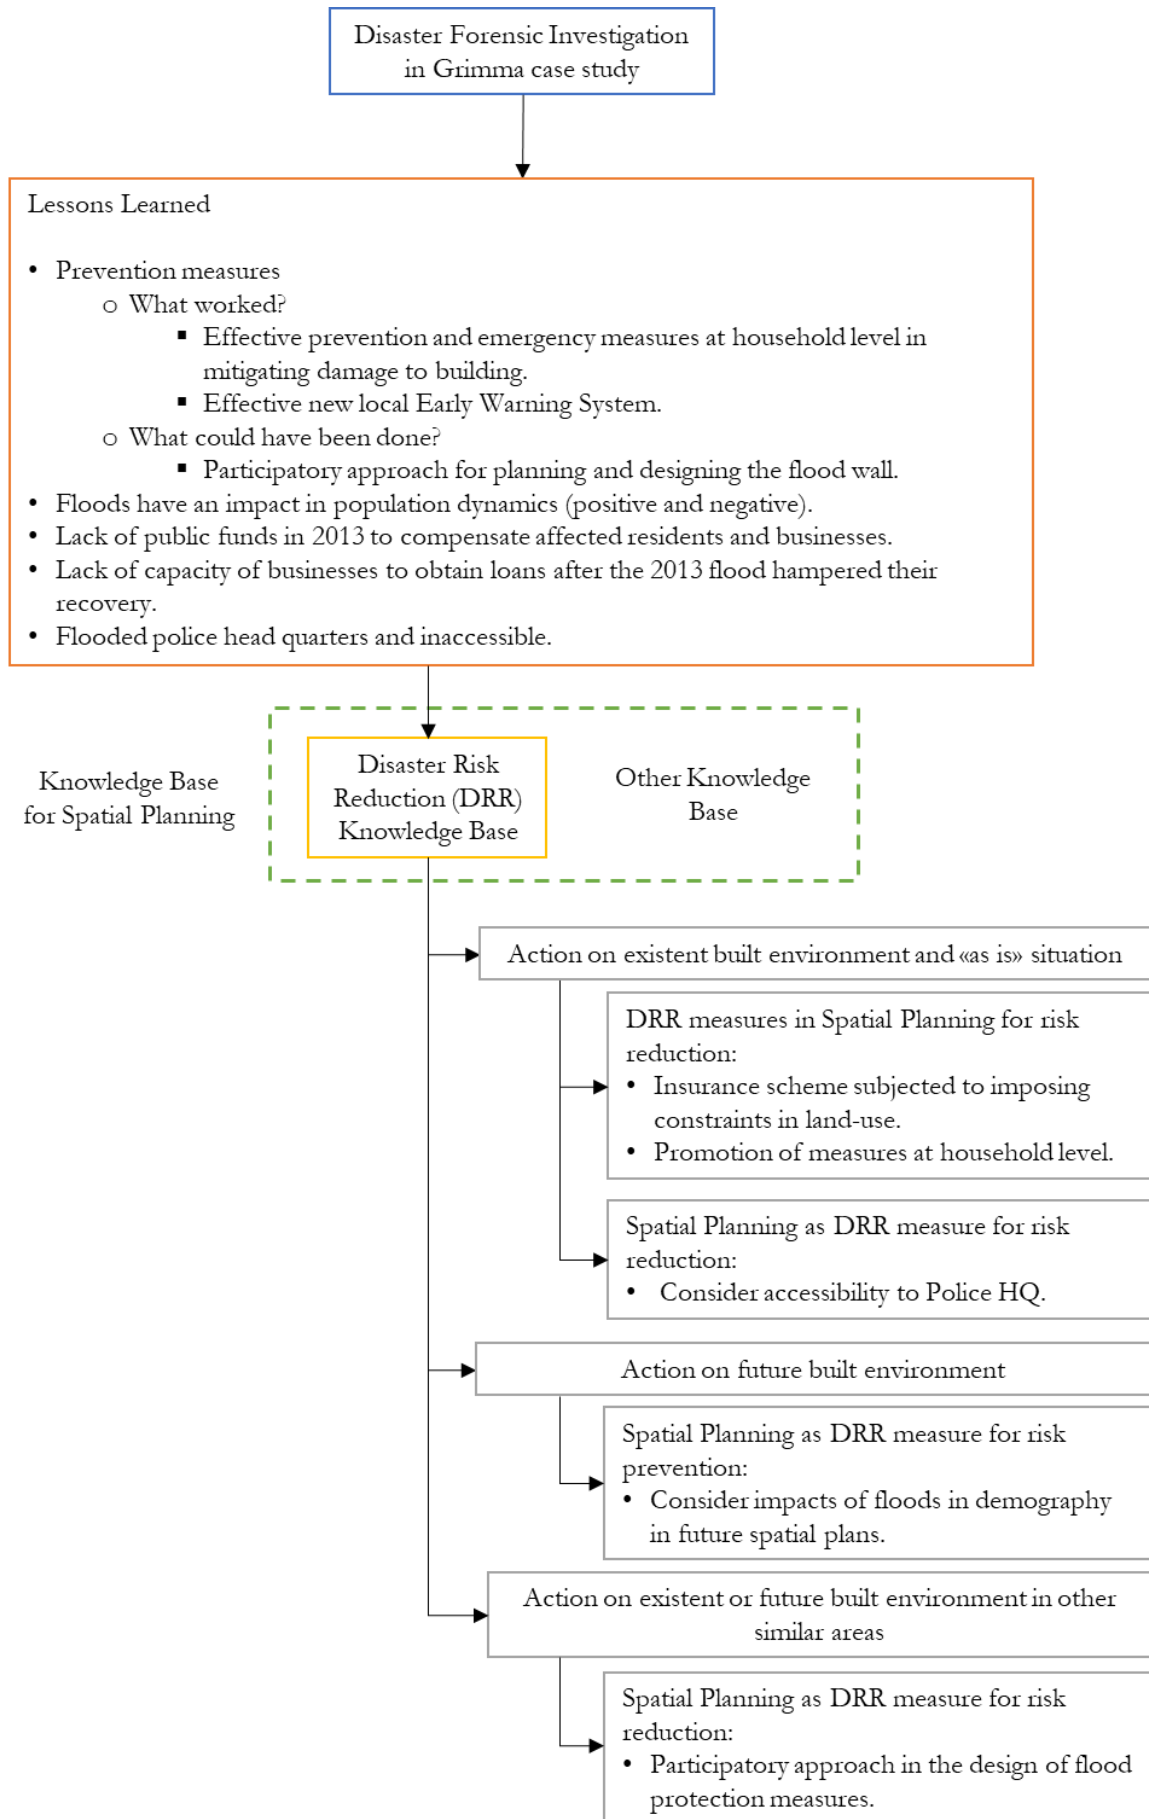 Disaster Forensic Investigation
in Grimma case study
Lessons Learned
• Prevention measures
o What worked?
▪ Effective prevention and emergency measures at household level in
mitigating damage to building.
▪ Effective new local Early Warning System.
o What could have been done?
▪ Participatory approach for planning and designing the flood wall.
• Floods have an impact in population dynamics (positive and negative).
• Lack of public funds in 2013 to compensate affected residents and businesses.
• Lack of capacity of businesses to obtain loans after the 2013 flood hampered their
recovery.
• Flooded police head quarters and inaccessible.
Knowledge Base
for Spatial Planning
Disaster Risk
Reduction (DRR)
Knowledge Base
Other Knowledge
Base
Action on existent built environment and «as is» situation
DRR measures in Spatial Planning for risk
reduction:
• Insurance scheme subjected to imposing
constraints in land-use.
• Promotion of measures at household level.
Spatial Planning as DRR measure for risk
reduction:
• Consider accessibility to Police HQ.
Action on future built environment
Spatial Planning as DRR measure for risk
prevention:
• Consider impacts of floods in demography
in future spatial plans.
Action on existent or future built environment in other
similar areas
Spatial Planning as DRR measure for risk
reduction:
• Participatory approach in the design of flood
protection measures.